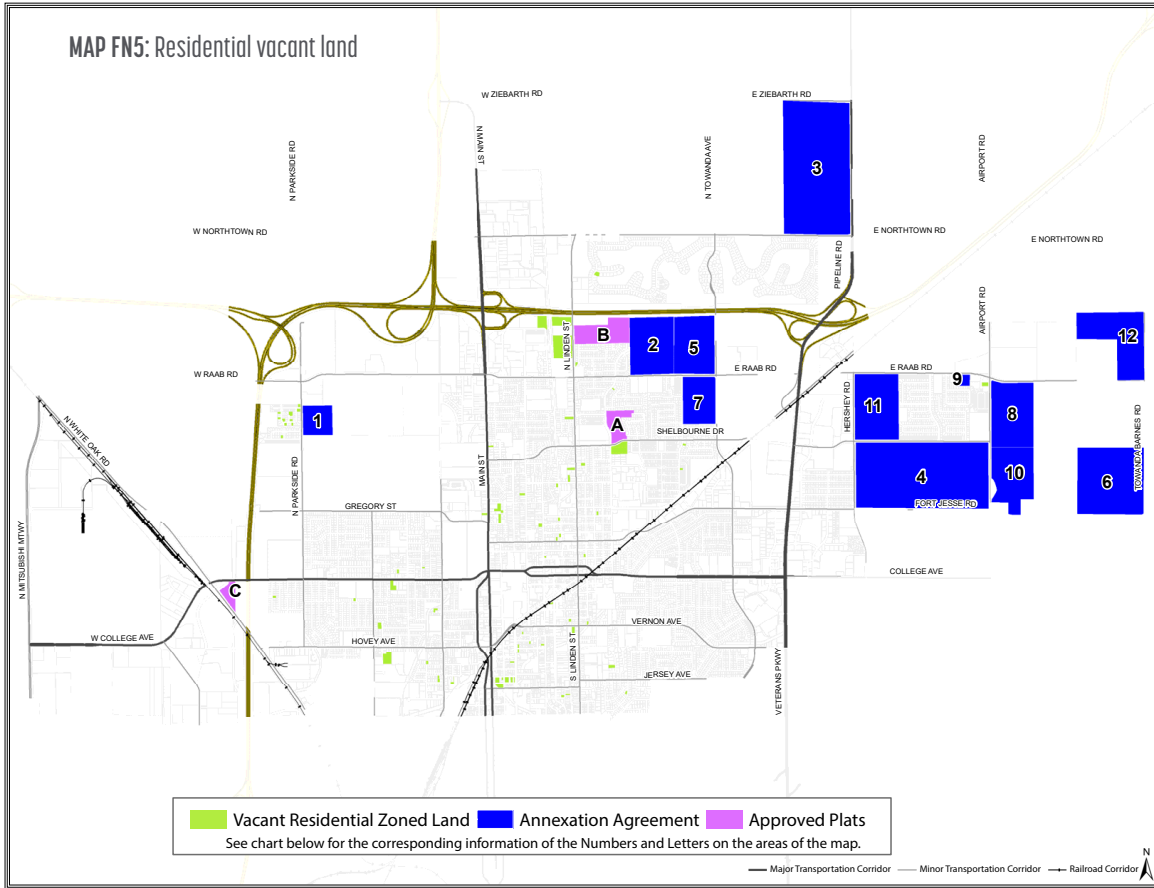 MAP FN5: Residential vacant land
W ZIEBARTH RD
E ZIEBARTH RD
N MAIN ST
N PARKSIDE RD
N TOWANDA AVE
AIRPORT RD
3
W NORTHTOWN RD
E NORTHTOWN RD
E NORTHTOWN RD
PIPELINE RD
AIRPORT RD
N LINDEN ST
B
2
5
12
W RAAB RD
E RAAB RD
E RAAB RD
9
HERSHEY RD
11
7
8
1
A
SHELBOURNE DR
TOWANDA BARNES RD
N WHITE OAK RD
N PARKSIDE RD
MAIN ST
4
10
6
GREGORY ST
FORT JESSE RD
N MITSUBISHI MTWY
C
COLLEGE AVE
W COLLEGE AVE
HOVEY AVE
VERNON AVE
S LINDEN ST
JERSEY AVE
VETERANS PKWY
Vacant Residential Zoned Land
Annexation Agreement
Approved Plats
See chart below for the corresponding information of the Numbers and Letters on the areas of the map.
N
Major Transportation Corridor
Minor Transportation Corridor
Railroad Corridor